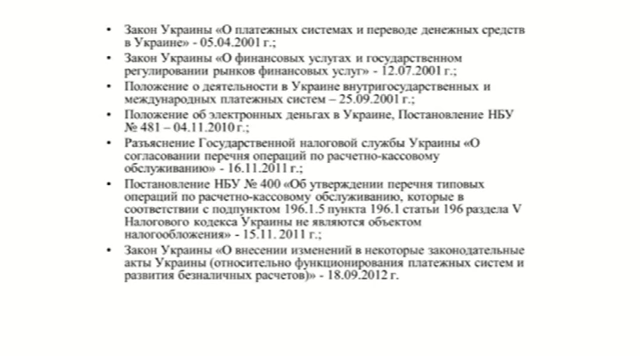 • Закон Украины «О платежных системах и переводе денежных средств
в Украине» - 05.04.2001 г.;
• Закон Украины «О финансовых услугах и государственном
регулировании рынков финансовых услуг» - 12.07.2001 г.;
• Положение о деятельности в Украине внутригосударственных и
международных платежных систем – 25.09.2001 г.;
• Положение об электронных деньгах в Украине, Постановление НБУ
№ 481 – 04.11.2010 г.;
• Разъяснение Государственной налоговой службы Украины «О
согласовании перечня операций по расчетно-кассовому
обслуживанию» - 16.11.2011 г.;
• Постановление НБУ № 400 «Об утверждении перечня типовых
операций по расчетно-кассовому обслуживанию, которые в
соответствии с подпунктом 196.1.5 пункта 196.1 статьи 196 раздела V
Налогового кодекса Украины не являются объектом
налогообложения» - 15.11. 2011 г.;
• Закон Украины «О внесении изменений в некоторые законодательные
акты Украины (относительно функционирования платежных систем и
развития безналичных расчетов)» - 18.09.2012 г.